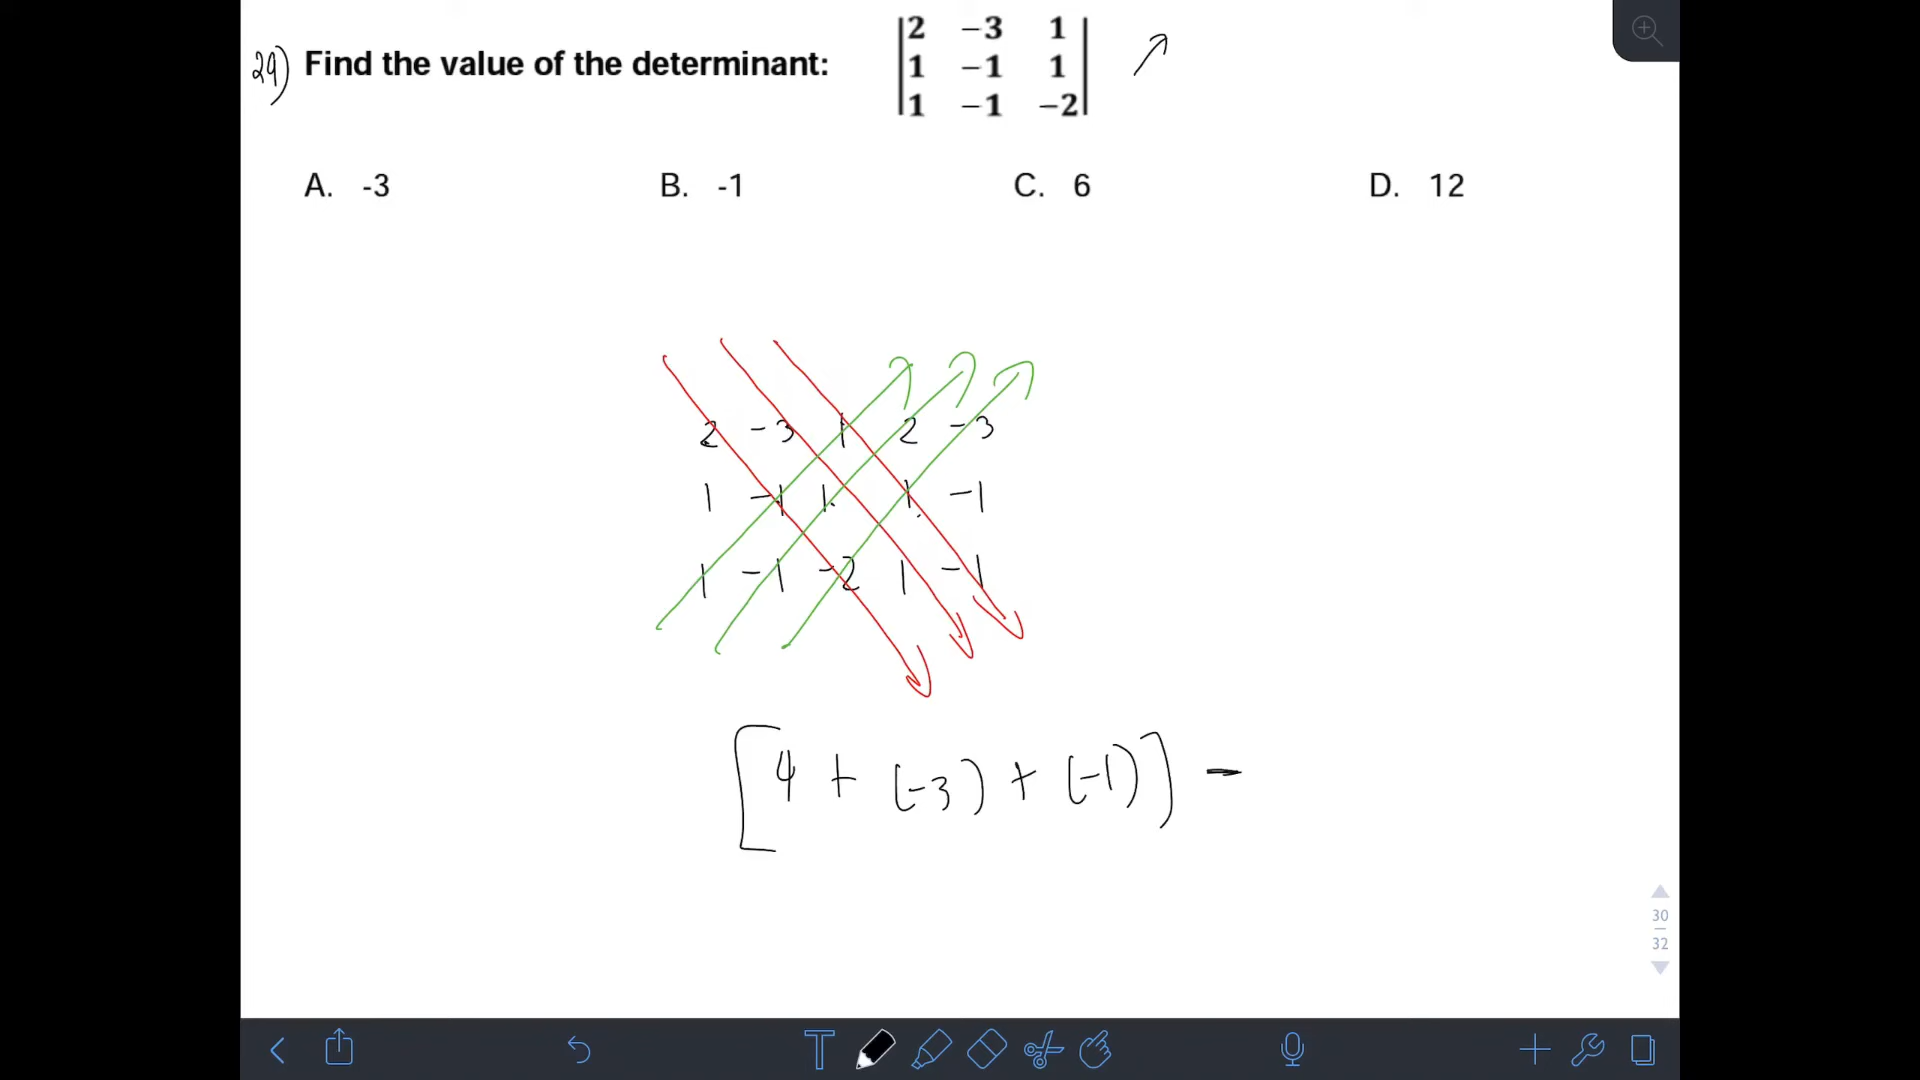 29) Find the value of the determinant:
2 −3 1
1 −1 1
1 −1 −2
A. -3 B. -1 C. 6 D. 12
2 -3 1 2 -3
1 -1 1 1 -1
1 -1 -2 1 -1
[4 + (-3) + (-1)] -
30
32
T